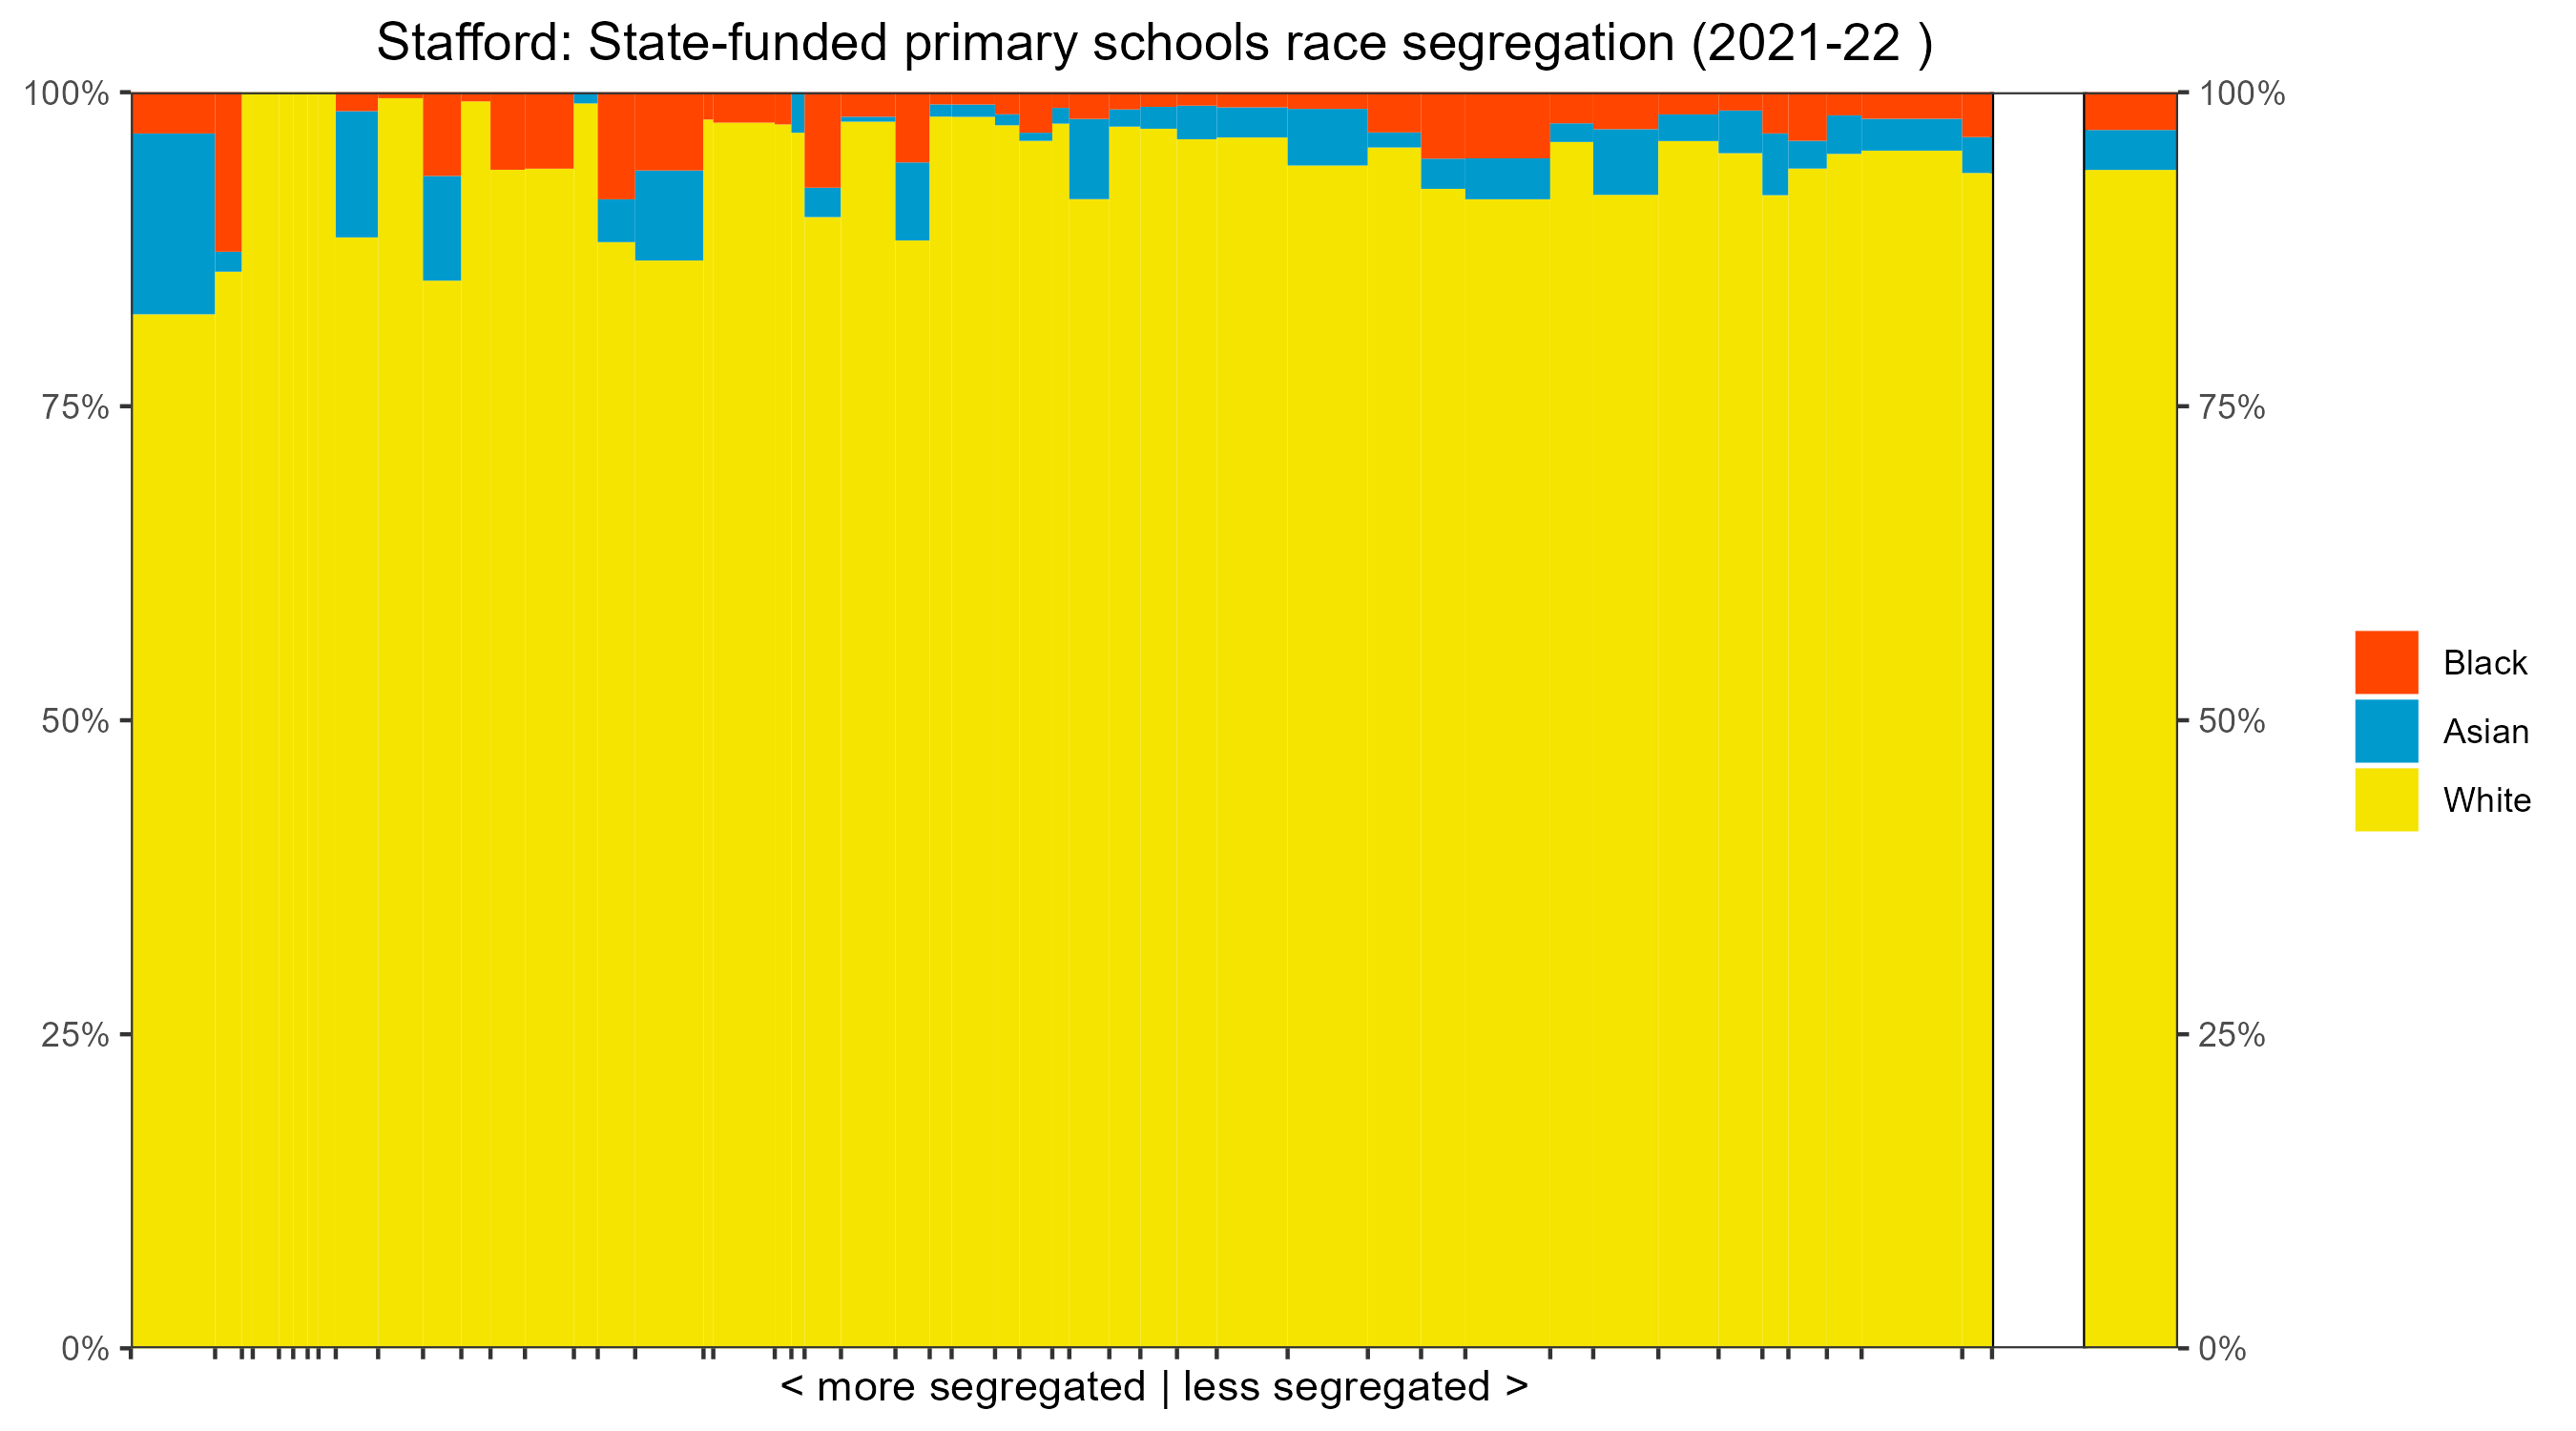 Stafford: State-funded primary schools race segregation (2021-22 )
100%
75%
50%
25%
0%
100%
75%
50%
25%
0%
Black
Asian
White
< more segregated | less segregated >